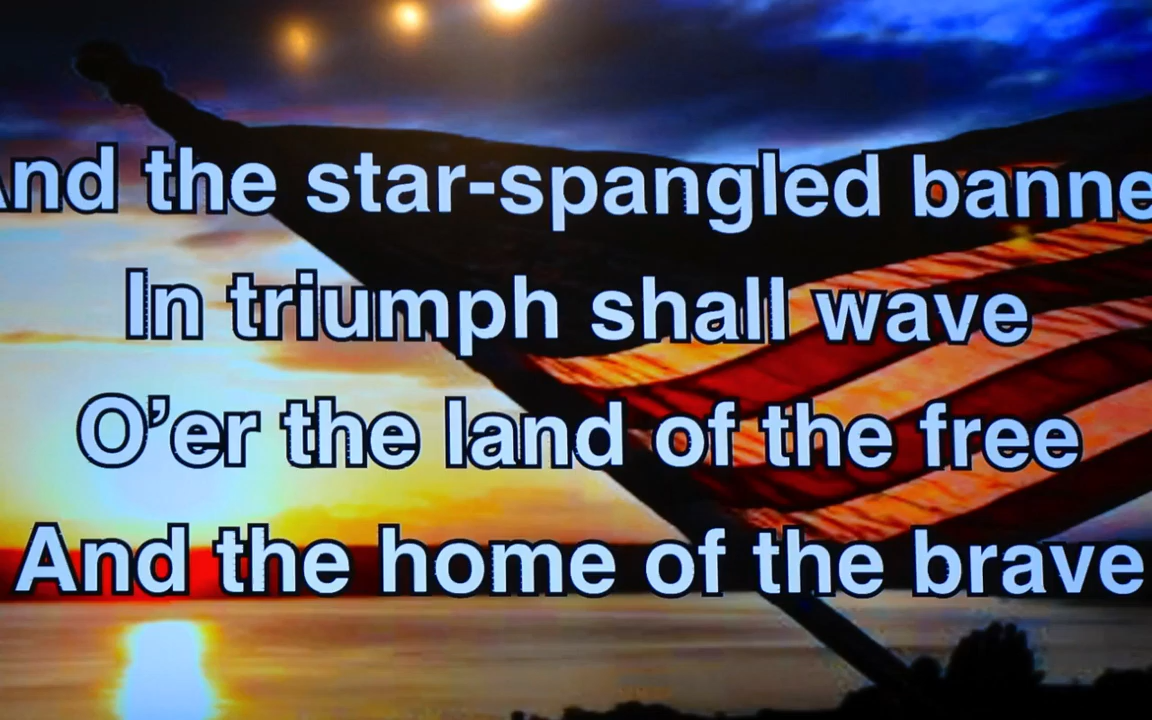 And the star-spangled banne
In triumph shall wave
O’er the land of the free
And the home of the brave